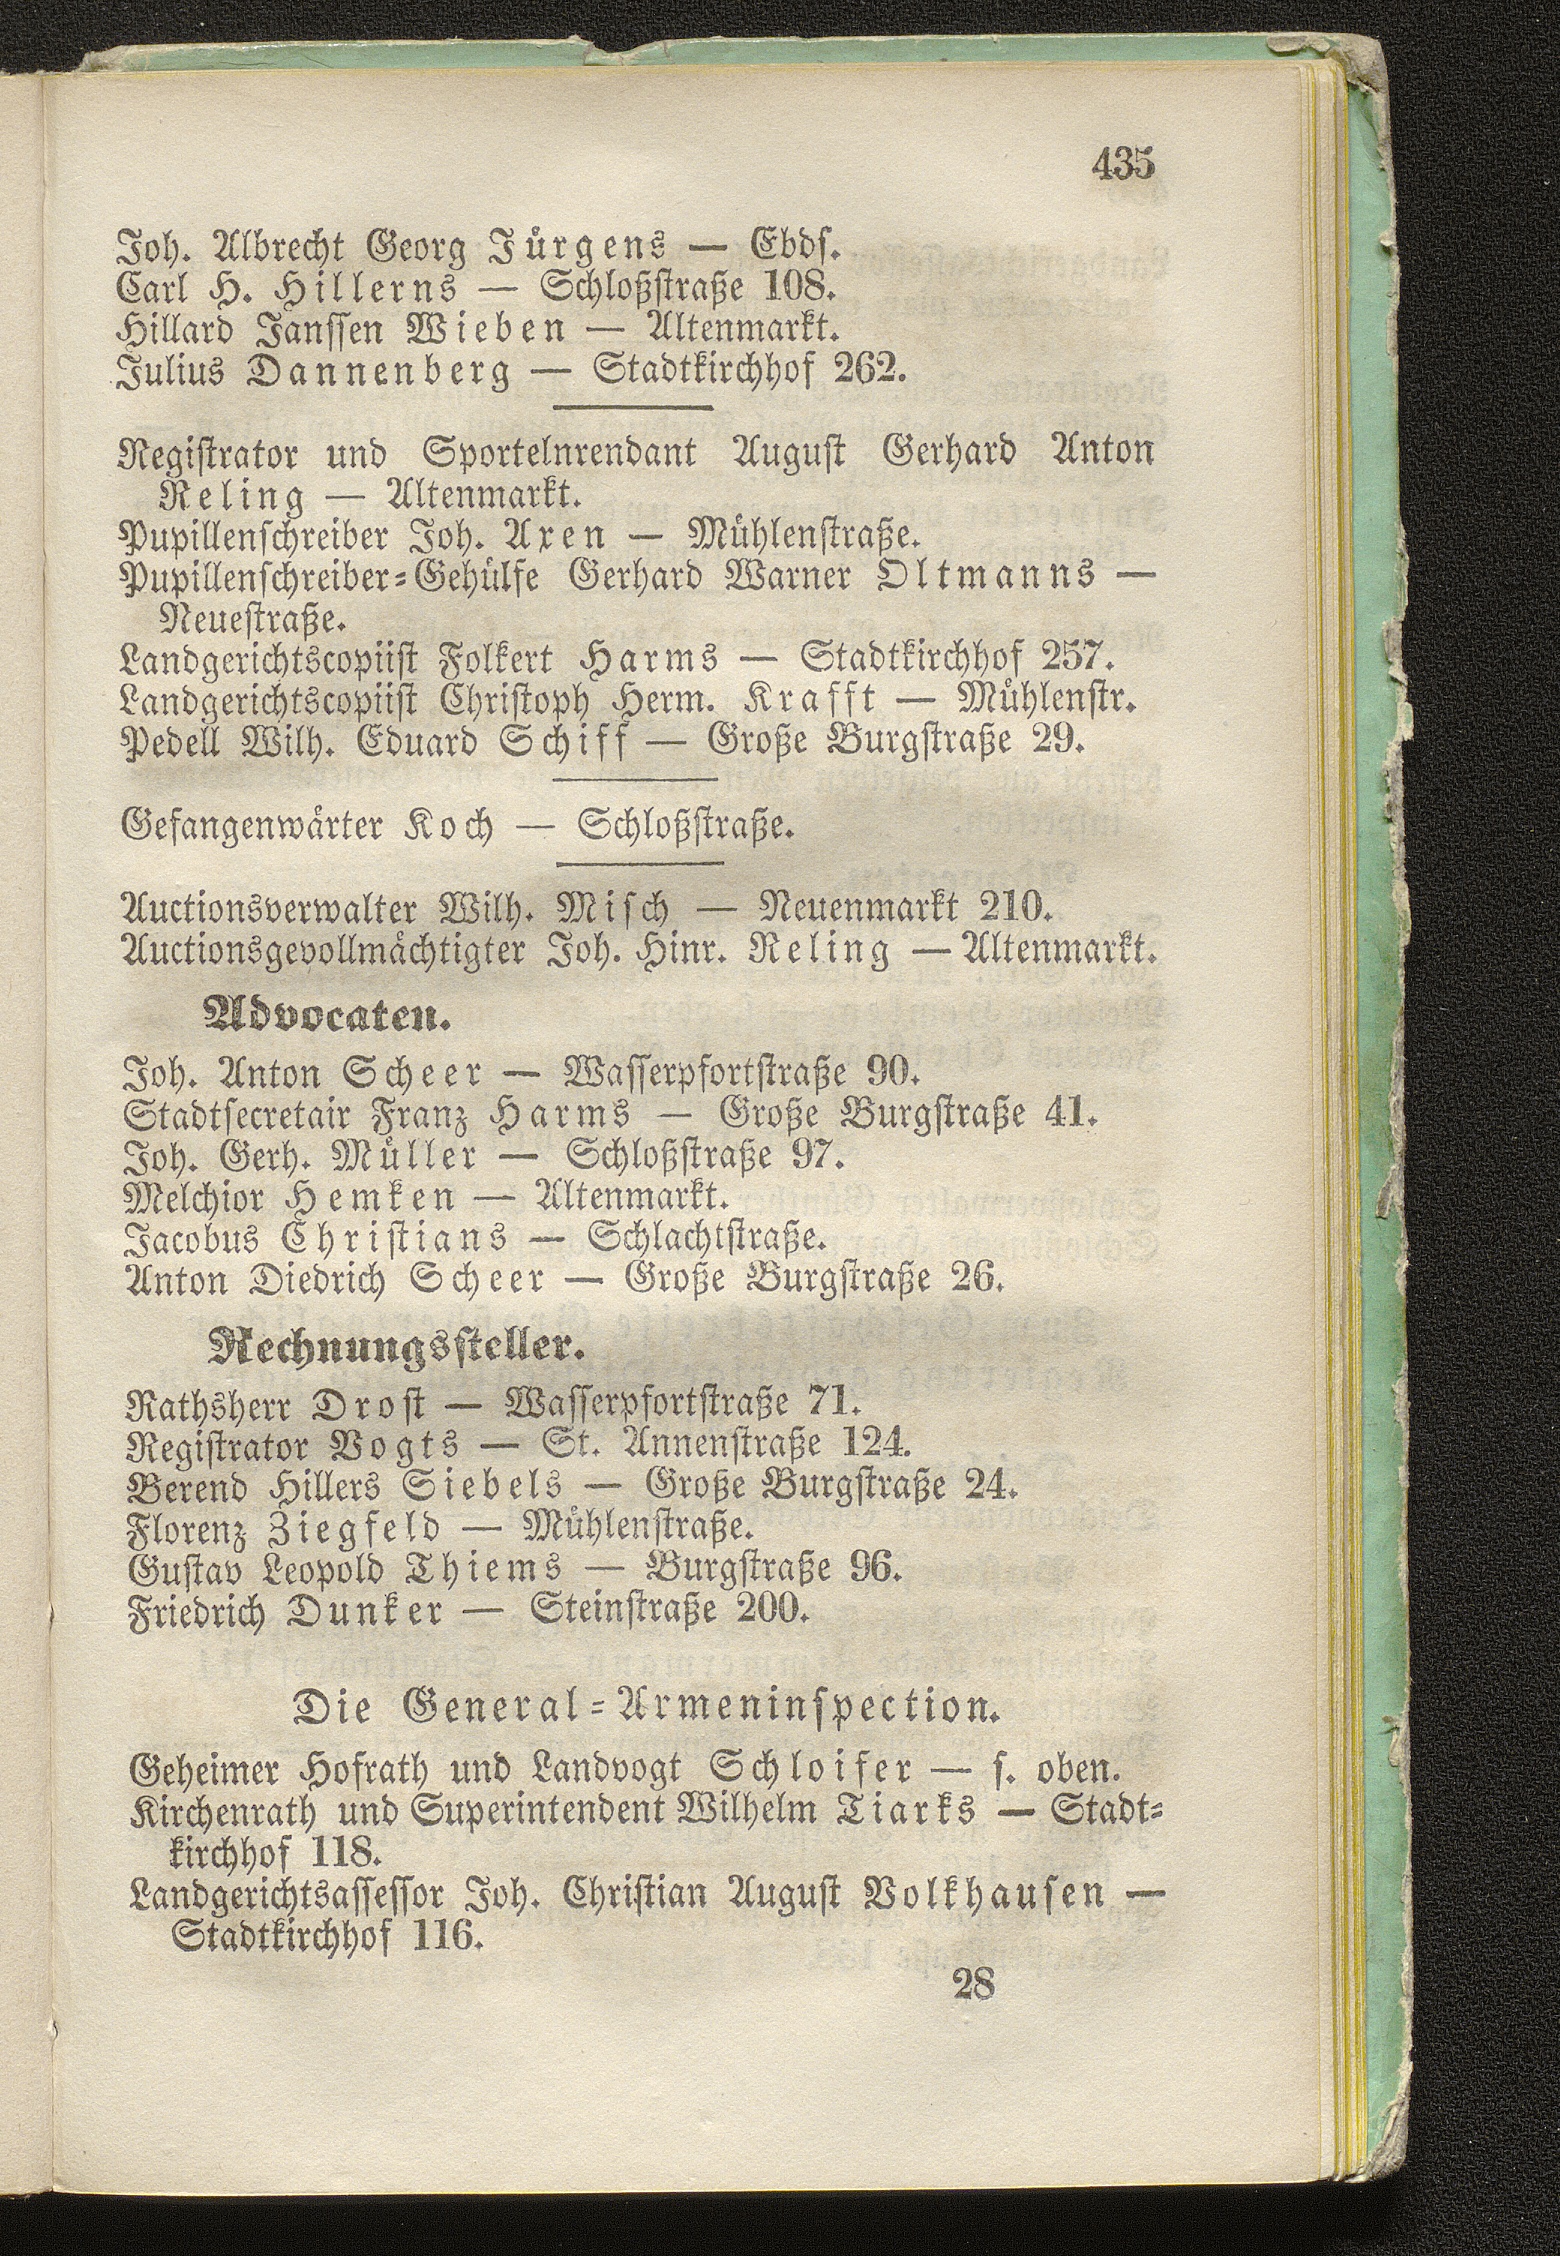 435
Joh. Albrecht Georg Jürgens — Ebds.
Carl H. Hillerns — Schloßstraße 108.
Hillard Janssen Wieben — Altenmarkt.
Julius Dannenberg — Stadtkirchhof 262.
Registrator und Sportelnrendant August Gerhard Anton
Reling — Altenmarkt.
Pupillenschreiber Joh. Axen — Mühlenstraße.
Pupillenschreiber-Gehülfe Gerhard Warner Oltmanns —
Neuestraße.
Landgerichtscopiist Folkert Harms — Stadtkirchhof 257.
Landgerichtscopiist Christoph Herm. Krafft — Mühlenstr.
Pedell Wilh. Eduard Schiff — Große Burgstraße 29.
Gefangenwärter Koch — Schloßstraße.
Auctionsverwalter Wilh. Misch — Neuenmarkt 210.
Auctionsgevollmächtigter Joh. Hinr. Reling — Altenmarkt.
Advocaten.
Joh. Anton Scheer — Wasserpfortstraße 90.
Stadtsecretair Franz Harms — Große Burgstraße 41.
Joh. Gerh. Müller — Schloßstraße 97.
Melchior Hemken — Altenmarkt.
Jacobus Christians — Schlachtstraße.
Anton Diedrich Scheer — Große Burgstraße 26.
Rechnungssteller.
Rathsherr Drost — Wasserpfortstraße 71.
Registrator Vogts — St. Annenstraße 124.
Berend Hillers Siebels — Große Burgstraße 24.
Florenz Ziegfeld — Mühlenstraße.
Gustav Leopold Thiems — Burgstraße 96.
Friedrich Dunker — Steinstraße 200.
Die General-Armeninspection.
Geheimer Hofrath und Landvogt Schloifer — s. oben.
Kirchenrath und Superintendent Wilhelm Tiarks — Stadt-
kirchhof 118.
Landgerichtsassessor Joh. Christian August Volkhausen —
Stadtkirchhof 116.
28